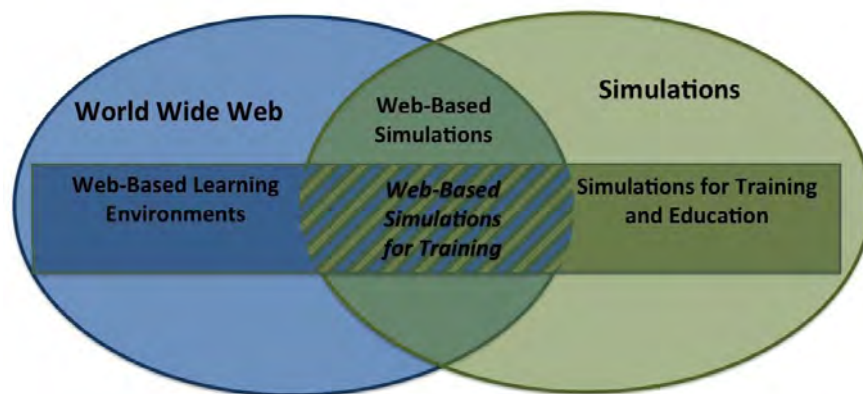 World Wide Web
Web-Based
Simulations
Simulations
Web-Based Learning
Environments
Web-Based
Simulations
for Training
Simulations for Training
and Education